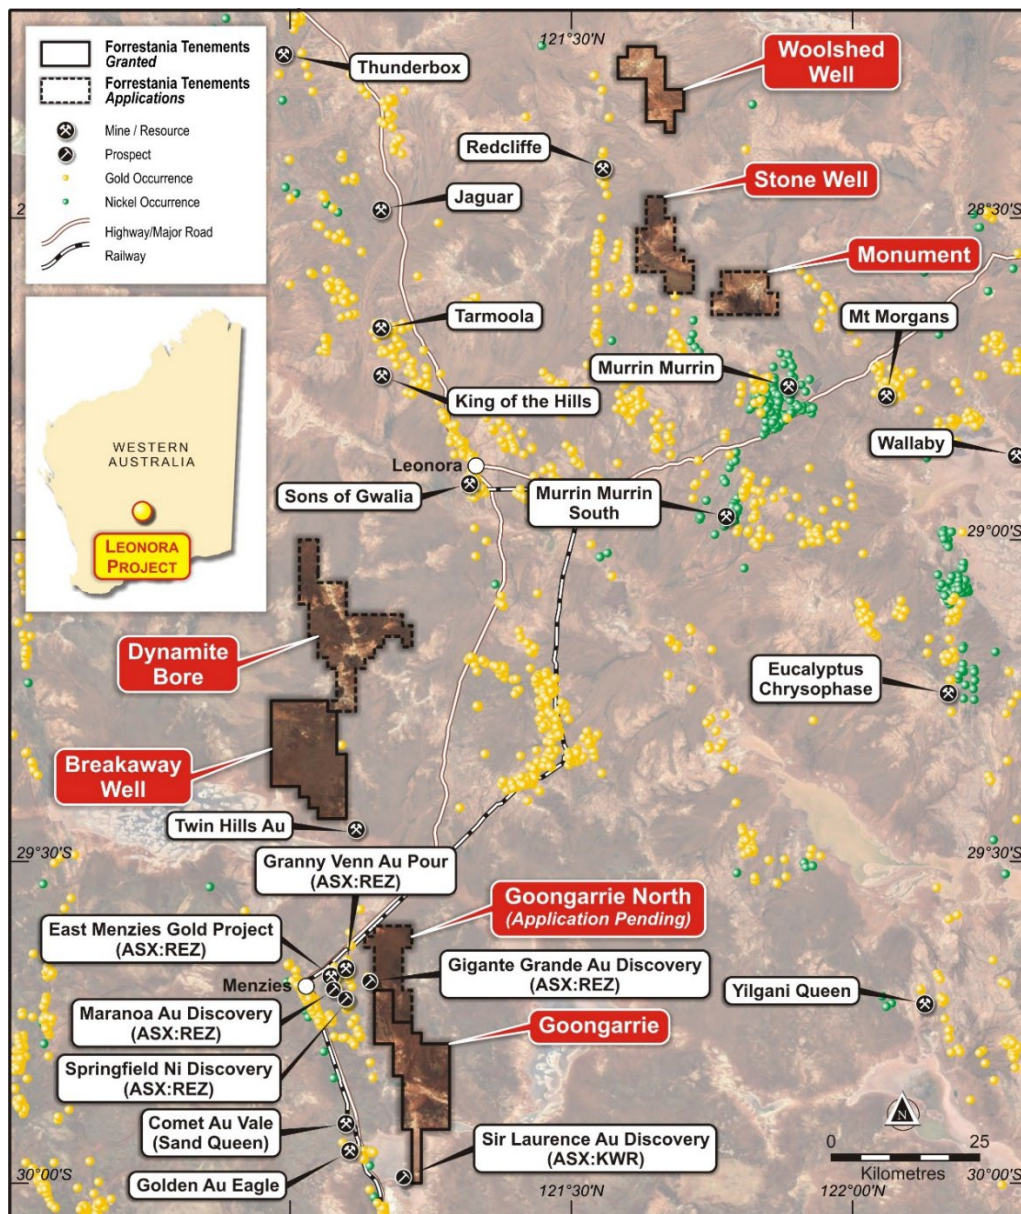 Forrestania Tenements
Granted
Forrestania Tenements
Applications
Mine / Resource
Prospect
Gold Occurrence
Nickel Occurrence
Highway/Major Road
Railway
WESTERN
AUSTRALIA
LEONORA
PROJECT
121°30'N
Thunderbox
Woolshed
Well
Redcliffe
Jaguar
Stone Well
2
28°30'S
Monument
Tarmoola
Mt Morgans
Murrin Murrin
King of the Hills
Wallaby
Leonora
Sons of Gwalia
Murrin Murrin
South
29°00'S
Dynamite
Bore
Eucalyptus
Chrysophase
Breakaway
Well
Twin Hills Au
29°30'S
29°30'S
Granny Venn Au Pour
(ASX:REZ)
Goongarrie North
(Application Pending)
East Menzies Gold Project
(ASX:REZ)
Gigante Grande Au Discovery
(ASX:REZ)
Menzies
Yilgani Queen
Maranoa Au Discovery
(ASX:REZ)
Goongarrie
Springfield Ni Discovery
(ASX:REZ)
Comet Au Vale
(Sand Queen)
N
Sir Laurence Au Discovery
(ASX:KWR)
0 25
Kilometres
Golden Au Eagle
30°00'S
30°00'S
121°30'N
122°00'N